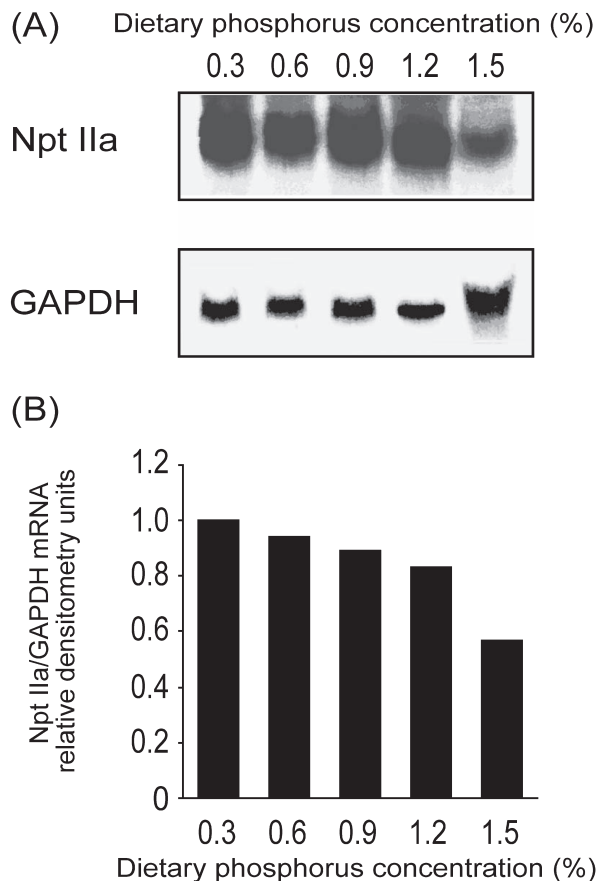 (A) Dietary phosphorus concentration (%)
0.3 0.6 0.9 1.2 1.5
Npt IIa
GAPDH
(B)
Npt IIa/GAPDH mRNA
relative densitometry units
1.2
1.0
0.8
0.6
0.4
0.2
0
0.3 0.6 0.9 1.2 1.5
Dietary phosphorus concentration (%)